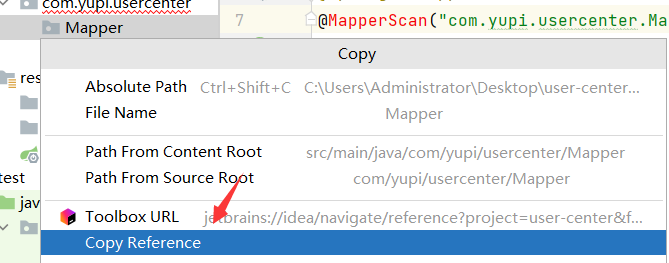 com.yupi.usercenter
Mapper
7 @MapperScan("com.yupi.usercenter.Ma
Copy
Absolute Path Ctrl+Shift+C C:\Users\Administrator\Desktop\user-center...
File Name Mapper
res
Path From Content Root src/main/java/com/yupi/usercenter/Mapper
Path From Source Root com/yupi/usercenter/Mapper
test
java
Toolbox URL jetbrains://idea/navigate/reference?project=user-center&f...
Copy Reference